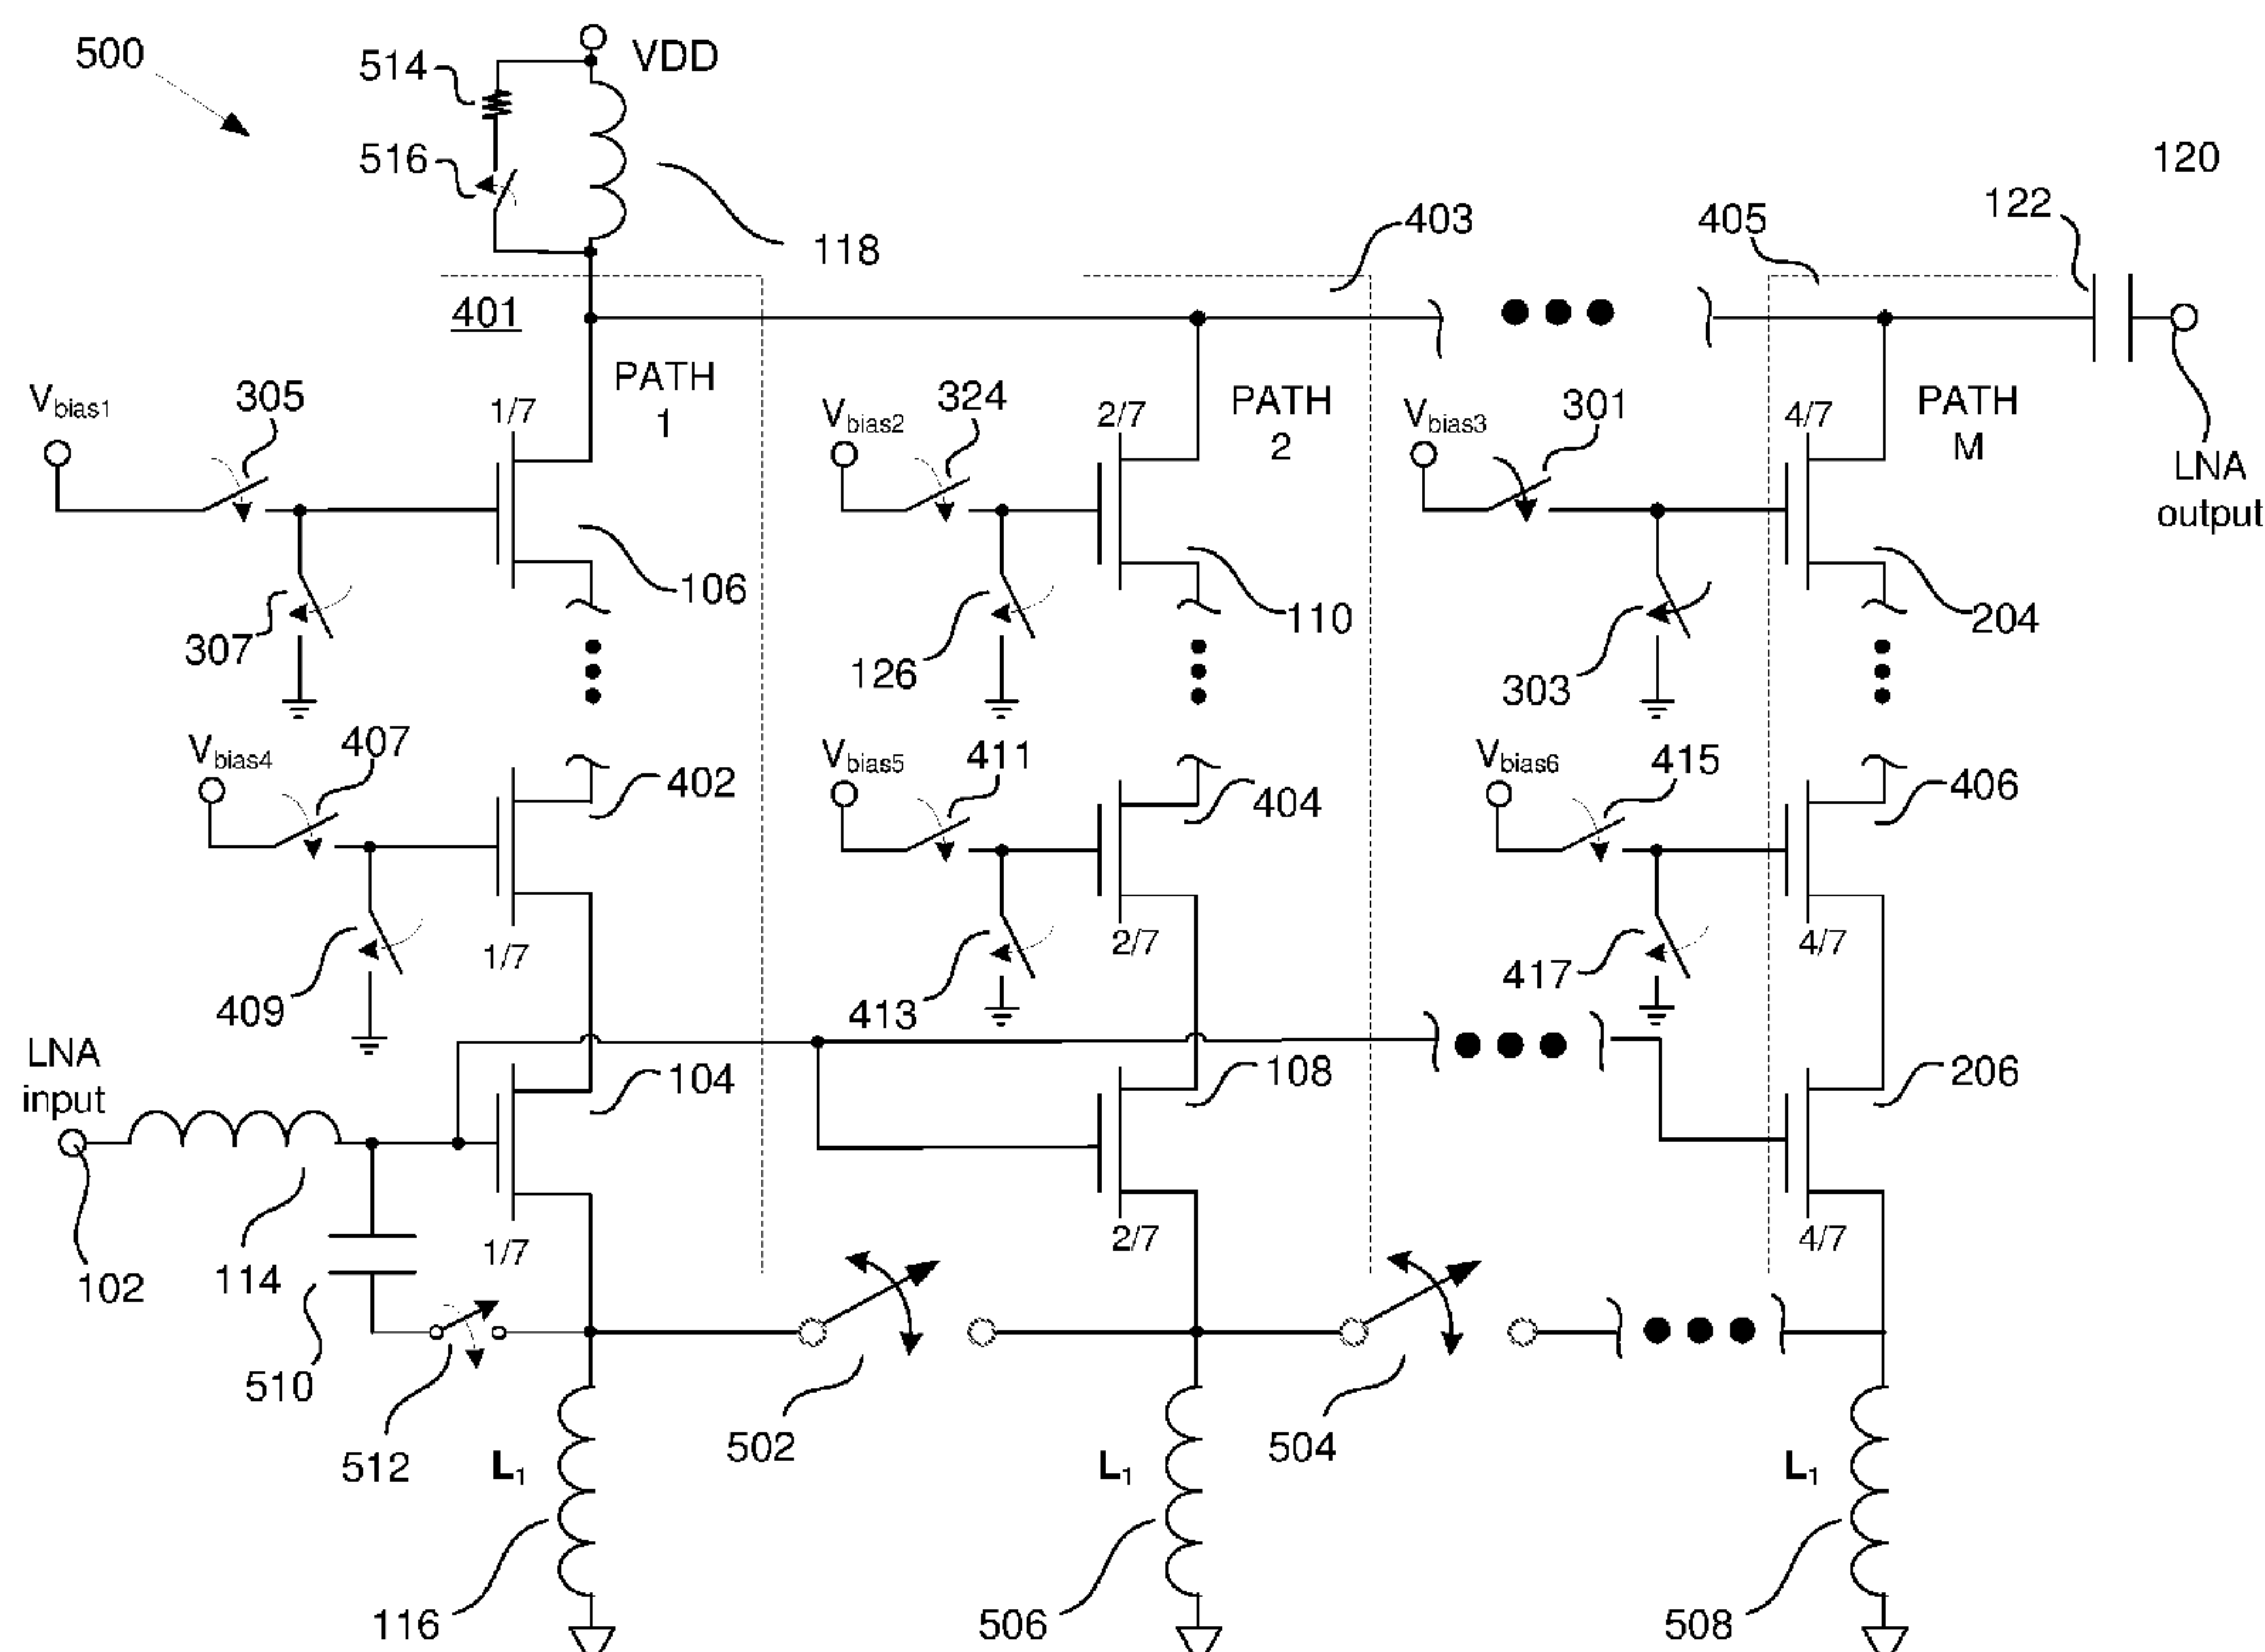 500
514
VDD
516
118
403
405
122
120
401
PATH
1
PATH
2
PATH
M
LNA
output
Vbias1
305
1/7
Vbias2
324
2/7
Vbias3
301
4/7
307
106
126
110
303
204
Vbias4
407
402
Vbias5
411
404
Vbias6
415
406
409
1/7
413
2/7
417
4/7
LNA
input
104
108
206
102
114
1/7
2/7
4/7
510
512
502
504
L1
L1
L1
116
506
508